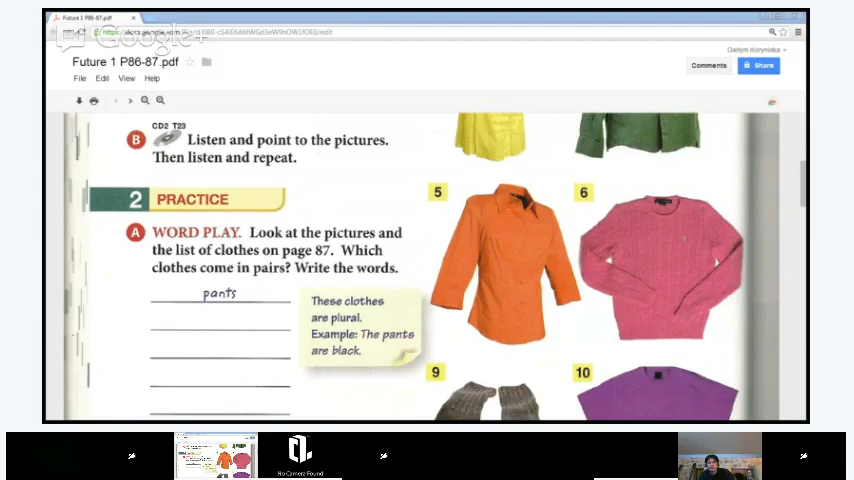 Future 1 P86-87.pdf
Google+
Gwilym Koryniaka
Future 1 P86-87.pdf
Comments
Share
File Edit View Help
CD2 T23
B Listen and point to the pictures.
Then listen and repeat.
2 PRACTICE
A WORD PLAY. Look at the pictures and
the list of clothes on page 87. Which
clothes come in pairs? Write the words.
pants
These clothes
are plural.
Example: The pants
are black.
5
6
9
10
No Camera Found